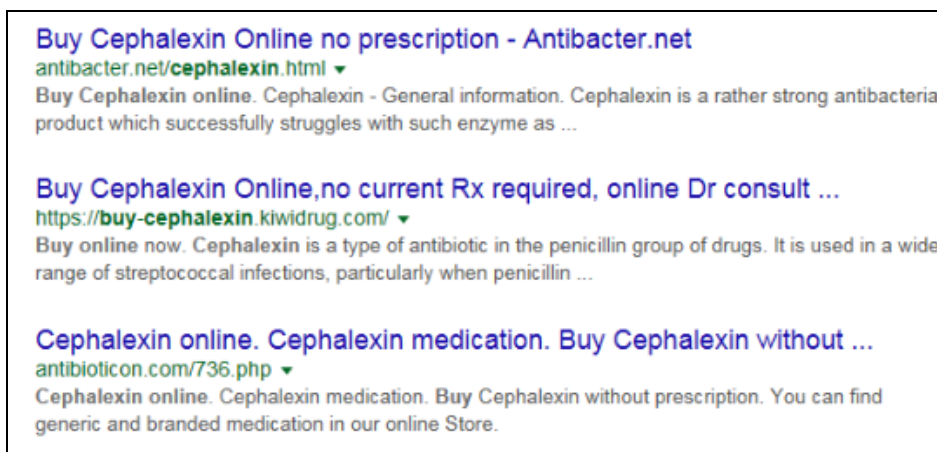 Buy Cephalexin Online no prescription - Antibacter.net
antibacter.net/cephalexin.html
Buy Cephalexin online. Cephalexin - General information. Cephalexin is a rather strong antibacteria
product which successfully struggles with such enzyme as ...
Buy Cephalexin Online,no current Rx required, online Dr consult ...
https://buy-cephalexin.kiwidrug.com/
Buy online now. Cephalexin is a type of antibiotic in the penicillin group of drugs. It is used in a wide
range of streptococcal infections, particularly when penicillin ...
Cephalexin online. Cephalexin medication. Buy Cephalexin without ...
antibioticon.com/736.php
Cephalexin online. Cephalexin medication. Buy Cephalexin without prescription. You can find
generic and branded medication in our online Store.